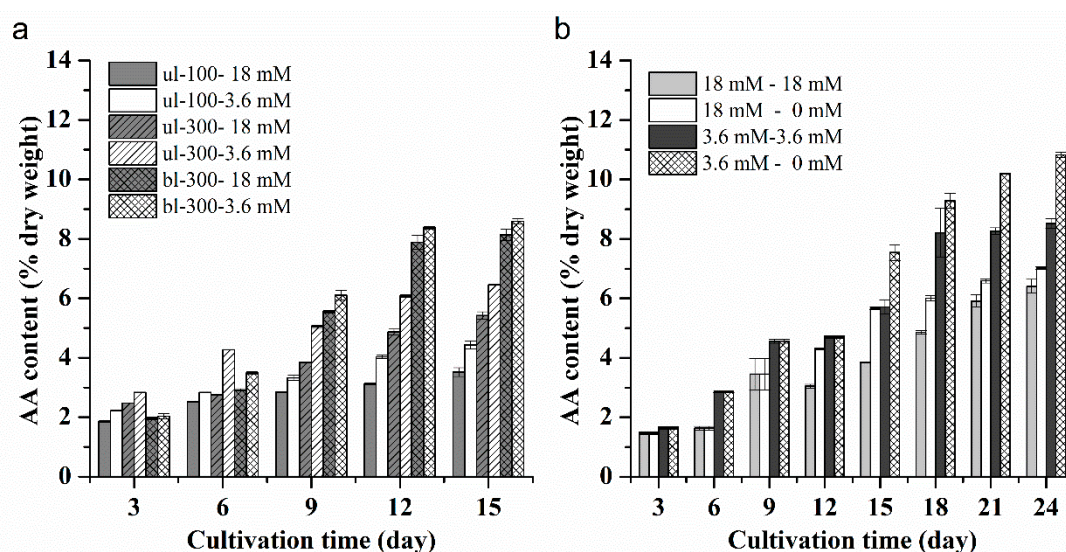 a
14
12
10
8
6
4
2
0
AA content (% dry weight)
ul-100- 18 mM
ul-100-3.6 mM
ul-300- 18 mM
ul-300-3.6 mM
bl-300- 18 mM
bl-300-3.6 mM
3 6 9 12 15
Cultivation time (day)
b
14
12
10
8
6
4
2
0
AA content (% dry weight)
18 mM - 18 mM
18 mM - 0 mM
3.6 mM-3.6 mM
3.6 mM - 0 mM
3 6 9 12 15 18 21 24
Cultivation time (day)